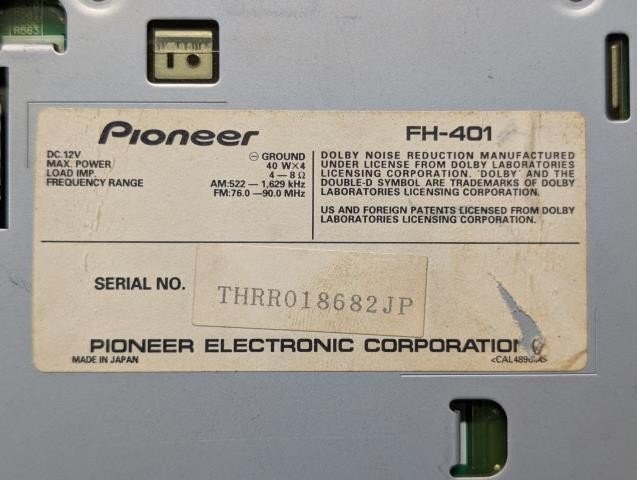 R683
Pioneer
FH-401
DC.12V ⊖ GROUND
MAX. POWER 40 W×4
LOAD IMP. 4 — 8 Ω
FREQUENCY RANGE AM:522 — 1,629 kHz
FM:76.0 —90.0 MHz
DOLBY NOISE REDUCTION MANUFACTURED
UNDER LICENSE FROM DOLBY LABORATORIES
LICENSING CORPORATION. "DOLBY" AND THE
DOUBLE-D SYMBOL ARE TRADEMARKS OF DOLBY
LABORATORIES LICENSING CORPORATION.
US AND FOREIGN PATENTS LICENSED FROM DOLBY
LABORATORIES LICENSING CORPORATION.
SERIAL NO.
THRR018682JP
PIONEER ELECTRONIC CORPORATION
MADE IN JAPAN